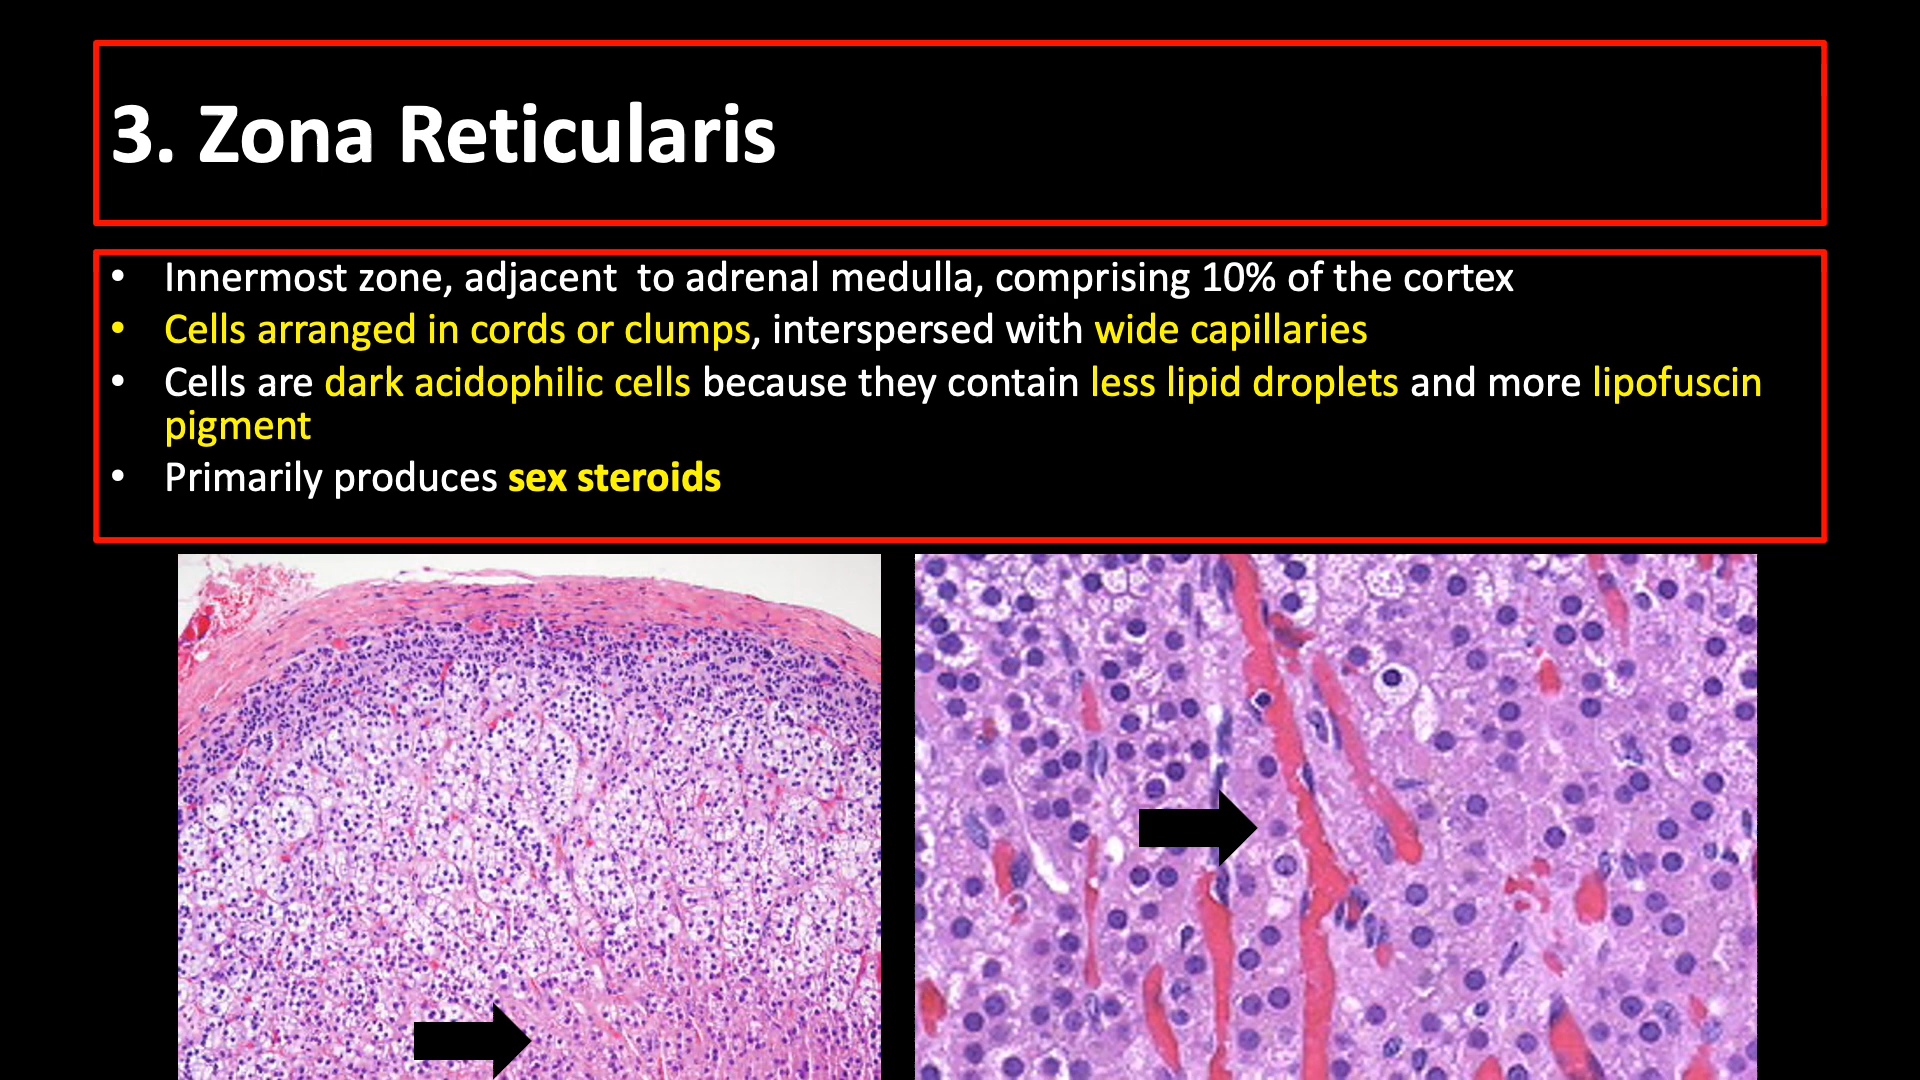 3. Zona Reticularis
• Innermost zone, adjacent  to adrenal medulla, comprising 10% of the cortex
• Cells arranged in cords or clumps, interspersed with wide capillaries
• Cells are dark acidophilic cells because they contain less lipid droplets and more lipofuscin
pigment
• Primarily produces sex steroids